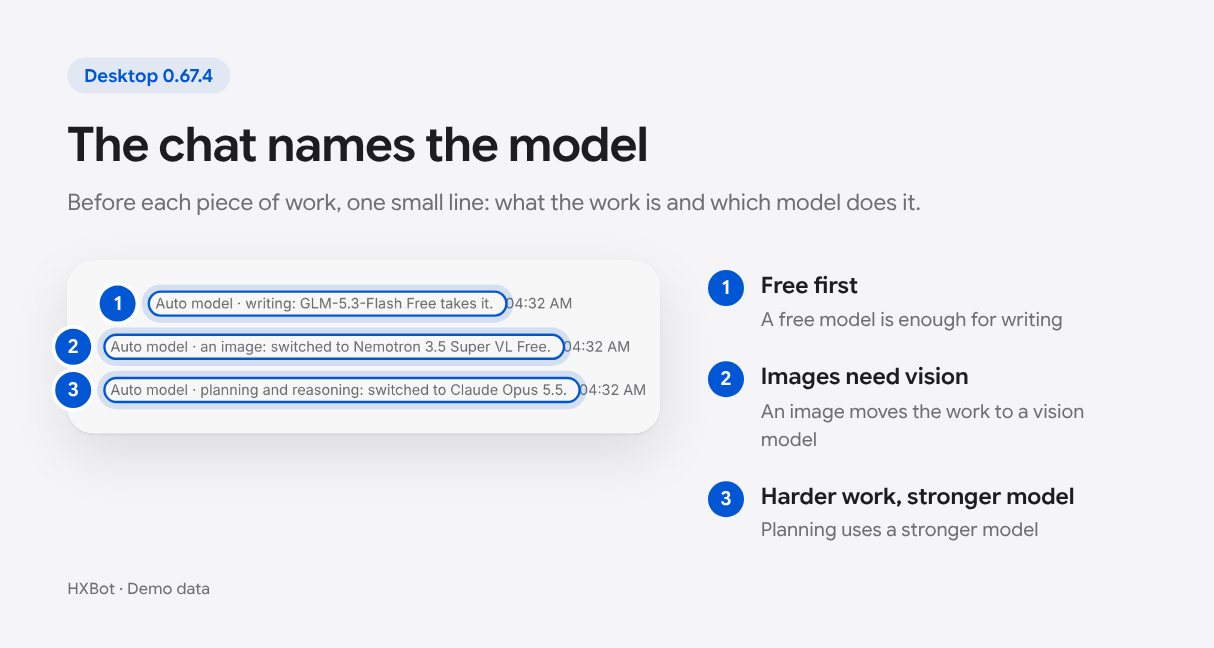 Desktop 0.67.4
The chat names the model
Before each piece of work, one small line: what the work is and which model does it.
1 Auto model · writing: GLM-5.3-Flash Free takes it. 04:32 AM
2 Auto model · an image: switched to Nemotron 3.5 Super VL Free. 04:32 AM
3 Auto model · planning and reasoning: switched to Claude Opus 5.5. 04:32 AM
1 Free first
A free model is enough for writing
2 Images need vision
An image moves the work to a vision
model
3 Harder work, stronger model
Planning uses a stronger model
HXBot · Demo data